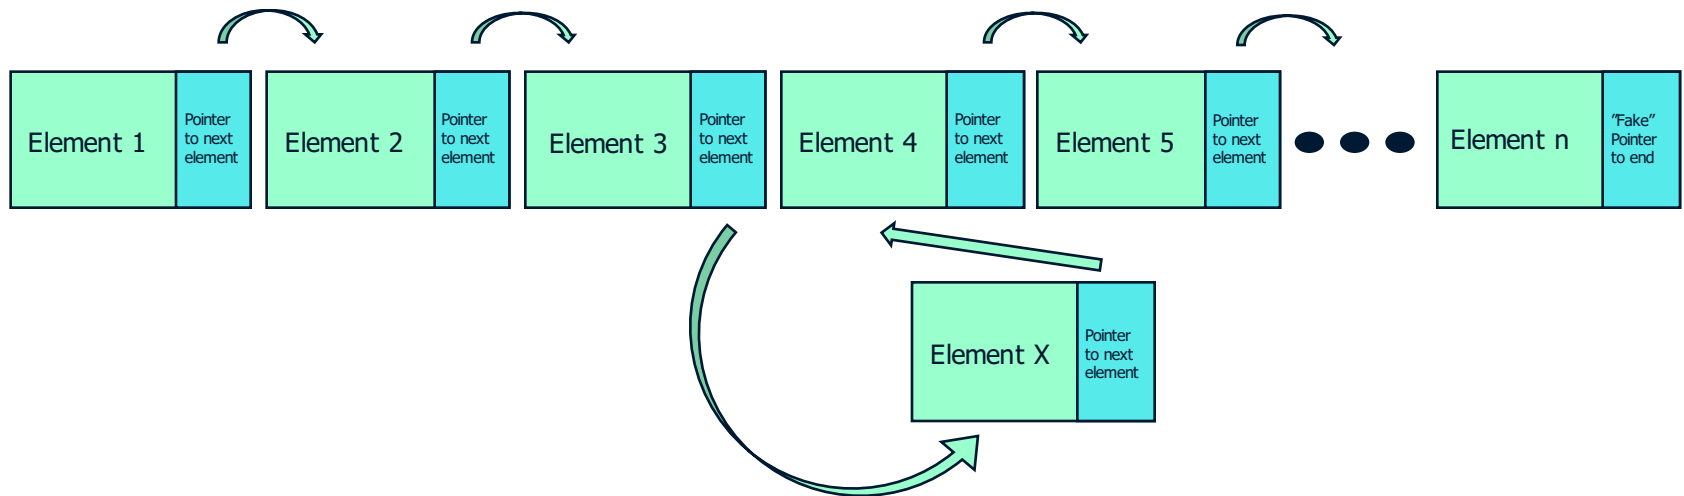 Element 1
Pointer
to next
element
Element 2
Pointer
to next
element
Element 3
Pointer
to next
element
Element 4
Pointer
to next
element
Element 5
Pointer
to next
element
Element n
”Fake”
Pointer
to end
Element X
Pointer
to next
element